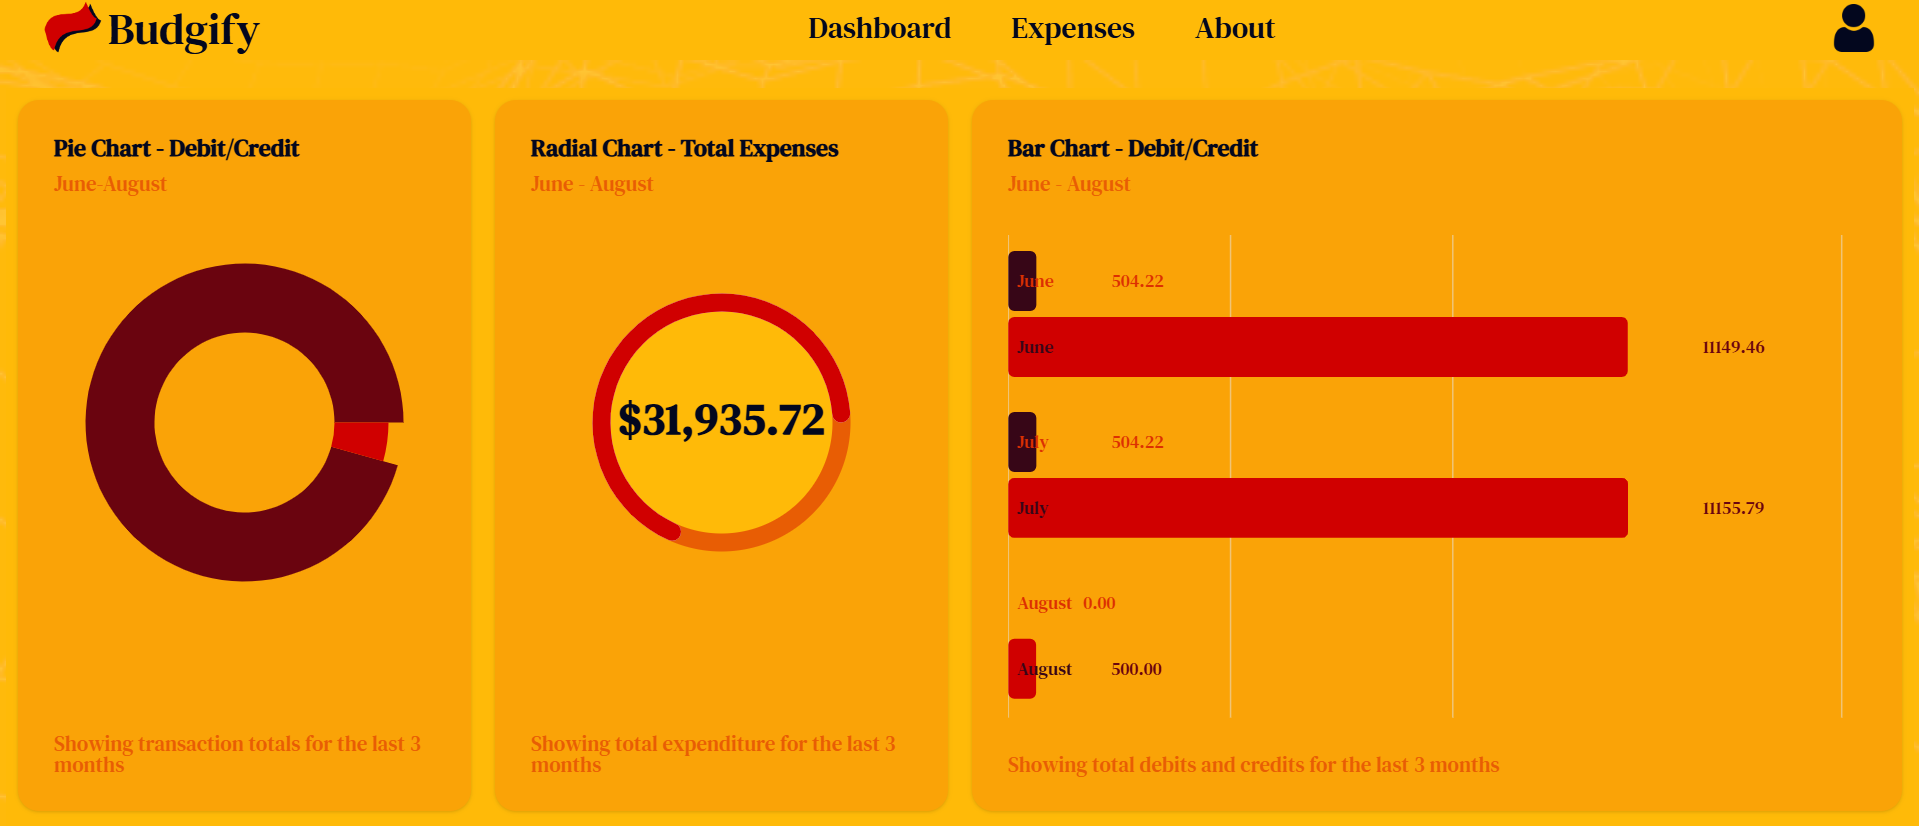 Budgify
Dashboard
Expenses
About
Pie Chart - Debit/Credit
June-August
Showing transaction totals for the last 3
months
Radial Chart - Total Expenses
June - August
$31,935.72
Showing total expenditure for the last 3
months
Bar Chart - Debit/Credit
June - August
June 504.22
June 11149.46
July 504.22
July 11155.79
August 0.00
August 500.00
Showing total debits and credits for the last 3 months